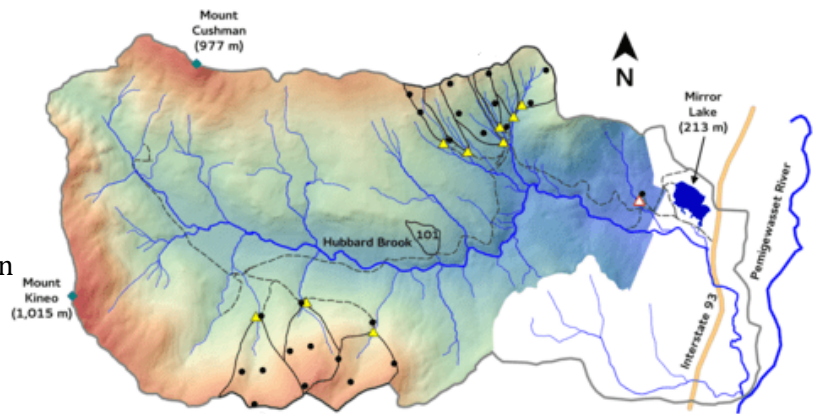 Mount
Cushman
(977 m)
N
Mirror
Lake
(213 m)
Pemigewasset River
Hubbard Brook
101
n
Mount
Kineo
(1,015 m)
Interstate 93